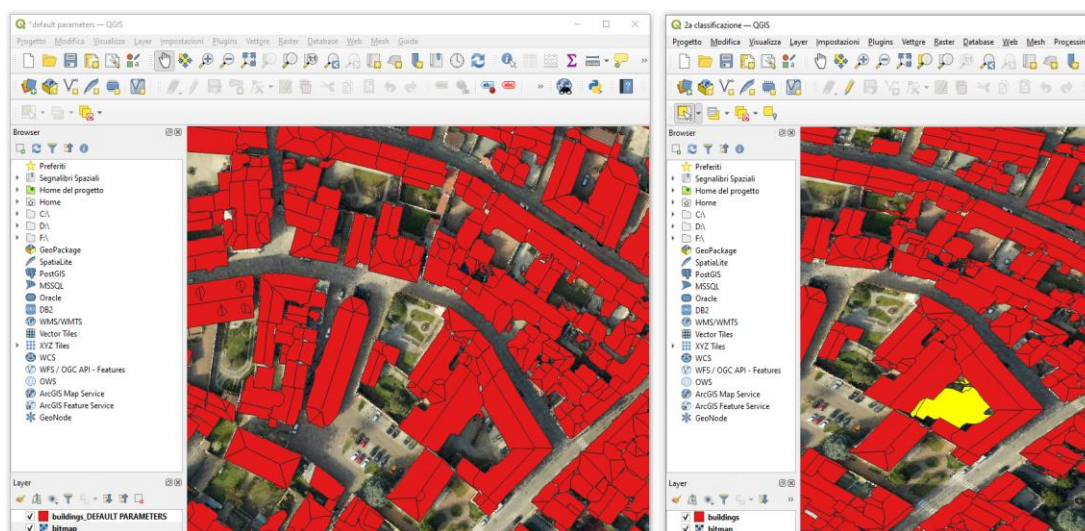 *default parameters — QGIS
Progetto Modifica Visualizza Layer Impostazioni Plugins Vettore Raster Database Web Mesh Guida
Browser
Preferiti
Segnalibri Spaziali
Home del progetto
Home
C:\
D:\
F:\
GeoPackage
SpatiaLite
PostGIS
MSSQL
Oracle
DB2
WMS/WMTS
Vector Tiles
XYZ Tiles
WCS
WFS / OGC API - Features
OWS
ArcGIS Map Service
ArcGIS Feature Service
GeoNode
Layer
buildings_DEFAULT PARAMETERS
bitmap
2a classificazione — QGIS
Progetto Modifica Visualizza Layer Impostazioni Plugins Vettore Raster Database Web Mesh Processin
Browser
Preferiti
Segnalibri Spaziali
Home del progetto
Home
C:\
D:\
F:\
GeoPackage
SpatiaLite
PostGIS
MSSQL
Oracle
DB2
WMS/WMTS
Vector Tiles
XYZ Tiles
WCS
WFS / OGC API - Features
OWS
ArcGIS Map Service
ArcGIS Feature Service
GeoNode
Layer
buildings
bitmap